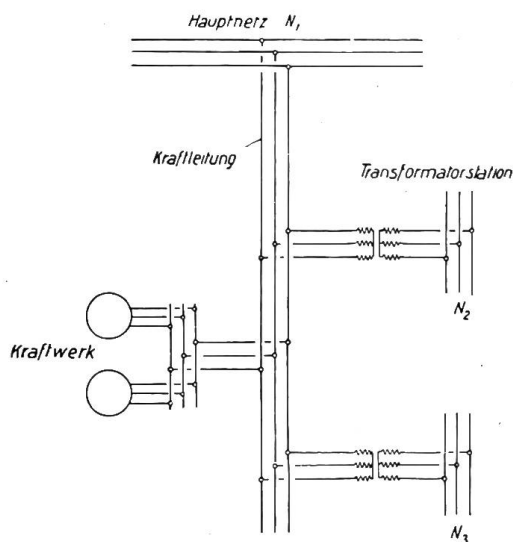 Hauptnetz N₁
Kraftleitung
Transformatorstation
N₂
Kraftwerk
N₃